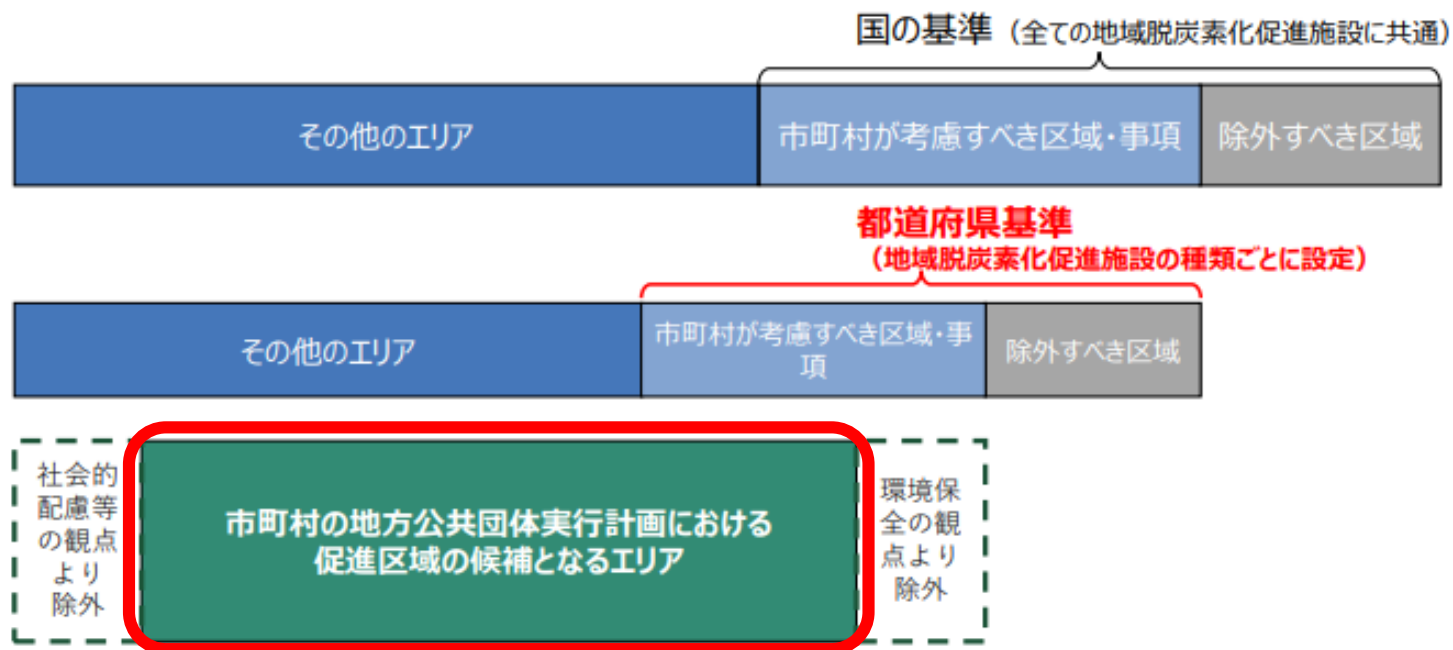 国の基準（全ての地域脱炭素化促進施設に共通）
その他のエリア
市町村が考慮すべき区域・事項
除外すべき区域
都道府県基準
（地域脱炭素化促進施設の種類ごとに設定）
その他のエリア
市町村が考慮すべき区域・事
項
除外すべき区域
社会的
配慮等
の観点
より
除外
市町村の地方公共団体実行計画における
促進区域の候補となるエリア
環境保
全の観
点より
除外